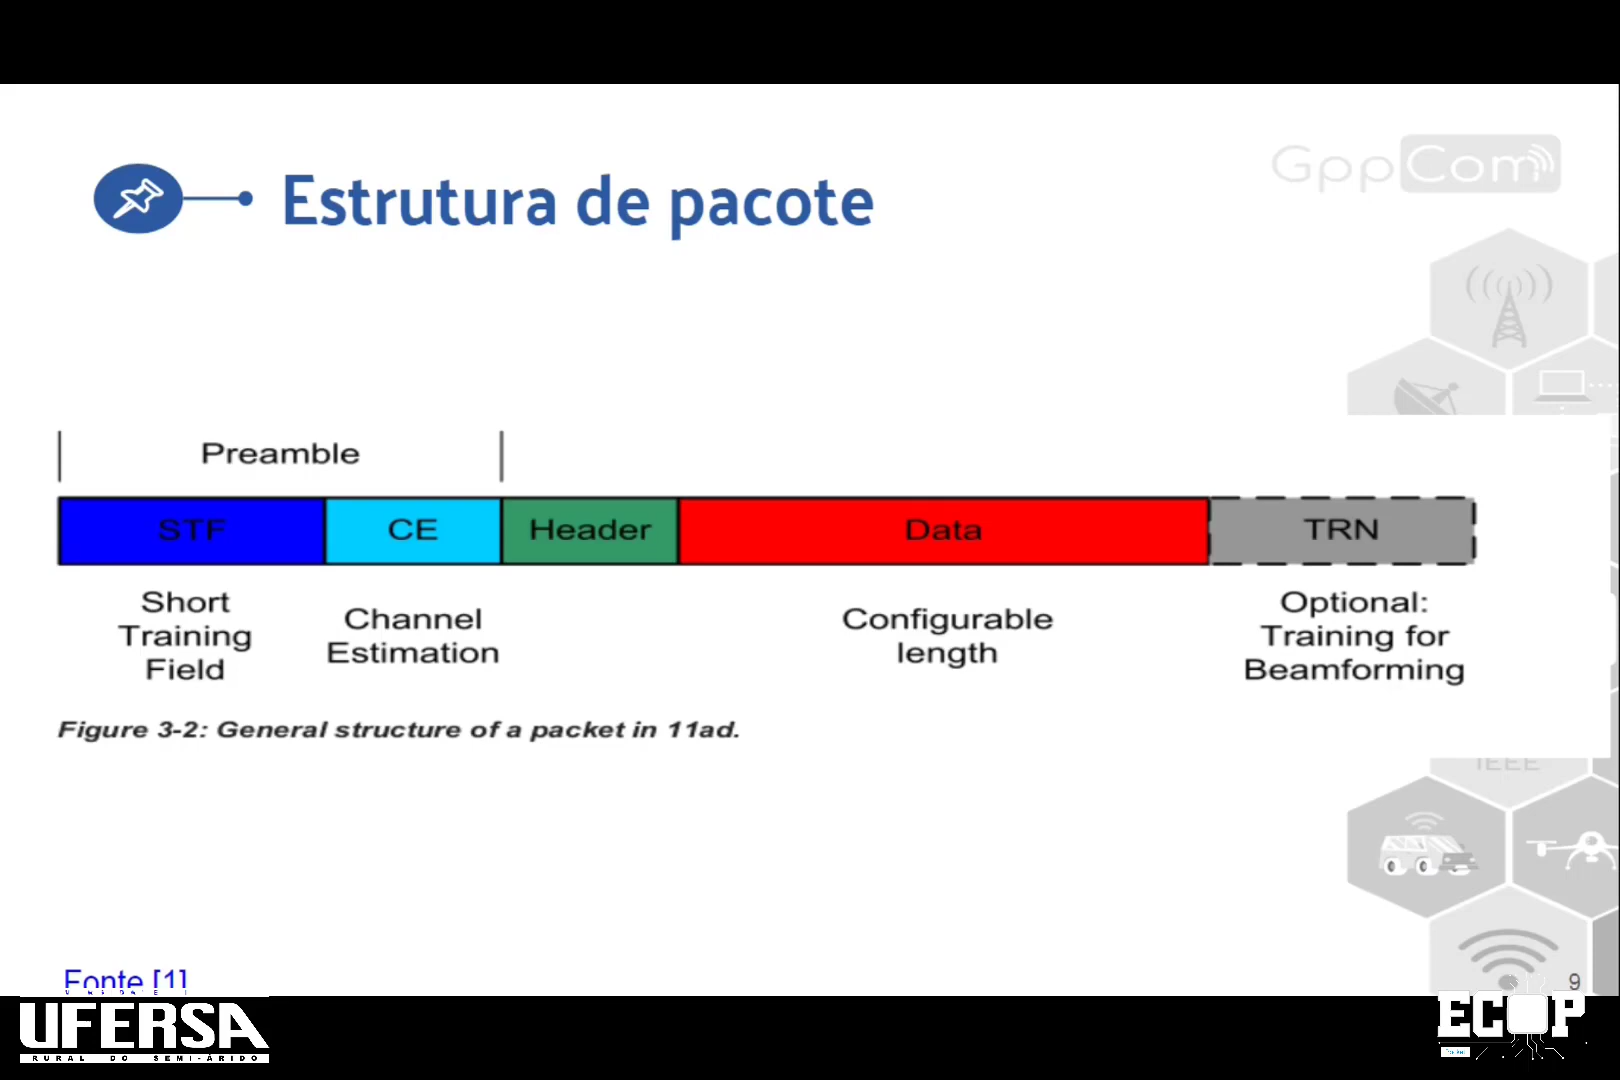 GppCom
Estrutura de pacote
Preamble
STF
CE
Header
Data
TRN
Short
Training
Field
Channel
Estimation
Configurable
length
Optional:
Training for
Beamforming
Figure 3-2: General structure of a packet in 11ad.
IEEE
Fonte [1]
9
UFERSA
RURAL DO SEMI-ÁRIDO
ECOP